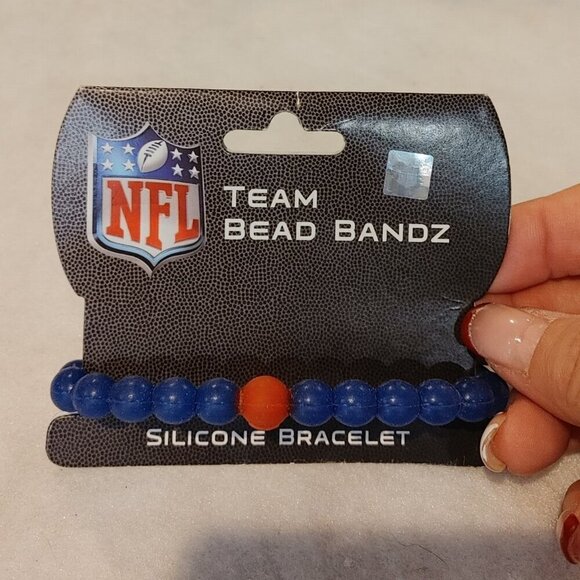 NFL
TEAM
BEAD BANDZ
SILICONE BRACELET